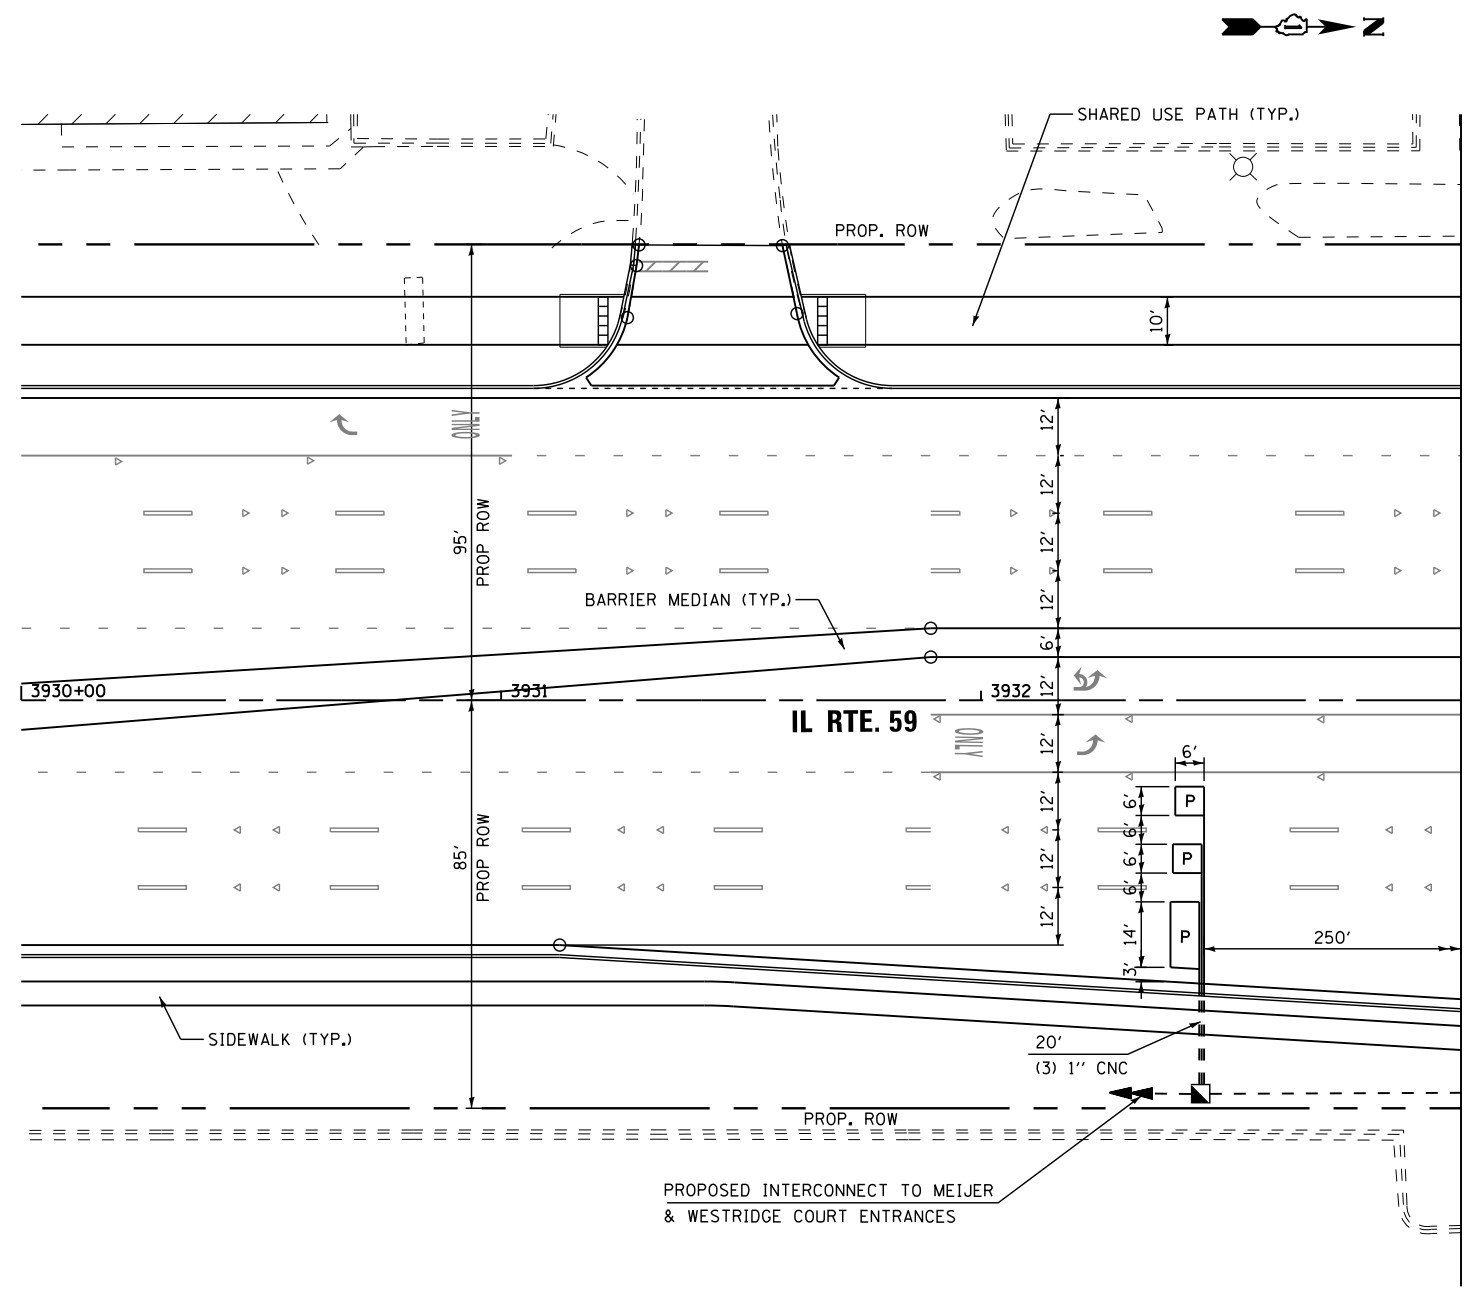 N
SHARED USE PATH (TYP.)
PROP. ROW
10'
ONLY
12'
12'
12'
12'
6'
12'
12'
12'
12'
12'
95'
PROP ROW
BARRIER MEDIAN (TYP.)
3930+00
3931
3932
IL RTE. 59
ONLY
6'
6'
P
6'
6'
P
6'
14'
P
3'
250'
85'
PROP ROW
SIDEWALK (TYP.)
20'
(3) 1'' CNC
PROP. ROW
PROPOSED INTERCONNECT TO MEIJER
& WESTRIDGE COURT ENTRANCES